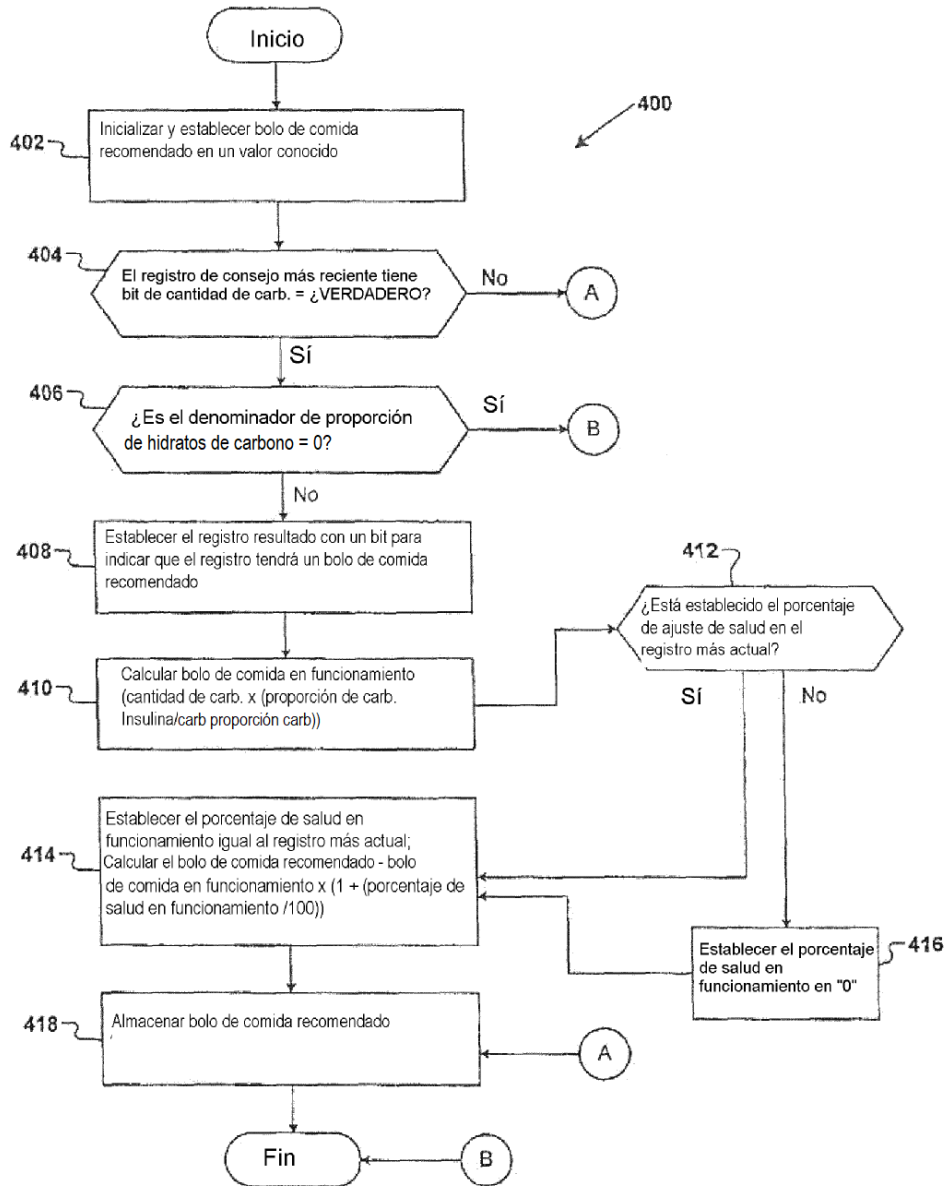 Inicio
400
402
Inicializar y establecer bolo de comida
recomendado en un valor conocido
404
El registro de consejo más reciente tiene
bit de cantidad de carb. = ¿VERDADERO?
No
A
Sí
406
¿Es el denominador de proporción
de hidratos de carbono = 0?
Sí
B
No
408
Establecer el registro resultado con un bit para
indicar que el registro tendrá un bolo de comida
recomendado
412
¿Está establecido el porcentaje
de ajuste de salud en el
registro más actual?
Sí
No
410
Calcular bolo de comida en funcionamiento
(cantidad de carb. x (proporción de carb.
Insulina/carb proporción carb))
414
Establecer el porcentaje de salud en
funcionamiento igual al registro más actual;
Calcular el bolo de comida recomendado - bolo
de comida en funcionamiento x (1 + (porcentaje de
salud en funcionamiento /100))
416
Establecer el porcentaje
de salud en
funcionamiento en "0"
418
Almacenar bolo de comida recomendado
A
Fin
B